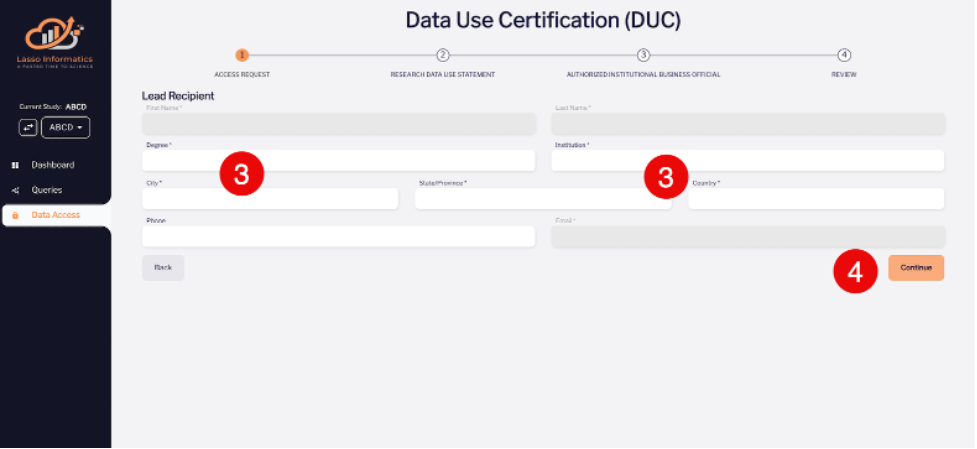 Data Use Certification (DUC)
Lasso Informatics
A FASTER TIME TO SCIENCE
1
2
3
4
ACCESS REQUEST
RESEARCH DATA USE STATEMENT
AUTHORIZED INSTITUTIONAL BUSINESS OFFICIAL
REVIEW
Current Study: ABCD
ABCD
Dashboard
Queries
Data Access
Lead Recipient
First Name*
Last Name*
Degree*
Institution*
3
3
City*
State/Province*
Country*
Phone
Email*
Back
4
Continue